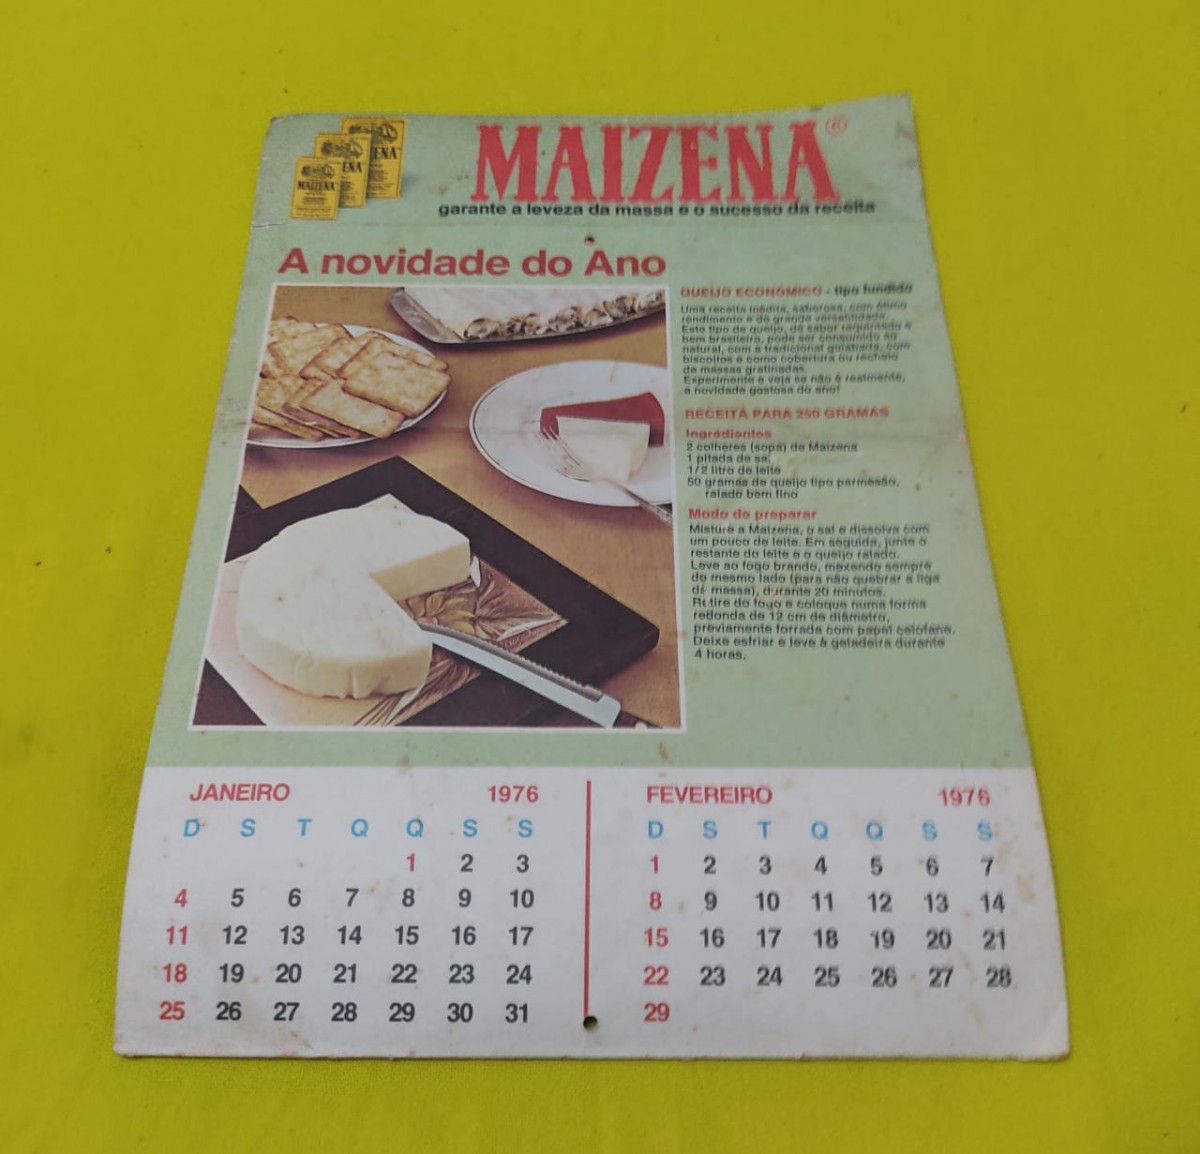 MAIZENA
ENA
ENA
MAIZENA®
garante a leveza da massa e o sucesso da receita
A novidade do Ano
QUEIJO ECONÔMICO - tipo fundido
Uma receita inédita, saborosa, com ótimo
rendimento e de grande versatilidade.
Este tipo de queijo, de sabor requintado e
bem brasileiro, pode ser consumido ao
natural, com a tradicional goiabada, com
biscoitos e como cobertura ou recheio
de massas gratinadas.
Experimente e veja se não é realmente,
a novidade gostosa do ano!
RECEITA PARA 250 GRAMAS
Ingredientes
2 colheres (sopa) de Maizena
1 pitada de sal
1/2 litro de leite
50 gramas de queijo tipo parmesão,
ralado bem fino
Modo de preparar
Misture a Maizena, o sal e dissolva com
um pouco de leite. Em seguida, junte o
restante do leite e o queijo ralado.
Leve ao fogo brando, mexendo sempre
do mesmo lado (para não quebrar a liga
da massa), durante 20 minutos.
Retire do fogo e coloque numa forma
redonda de 12 cm de diâmetro,
previamente forrada com papel celofane.
Deixe esfriar e leve à geladeira durante
4 horas.
JANEIRO 1976
D S T Q Q S S
1 2 3
4 5 6 7 8 9 10
11 12 13 14 15 16 17
18 19 20 21 22 23 24
25 26 27 28 29 30 31
FEVEREIRO 1976
D S T Q Q S S
1 2 3 4 5 6 7
8 9 10 11 12 13 14
15 16 17 18 19 20 21
22 23 24 25 26 27 28
29